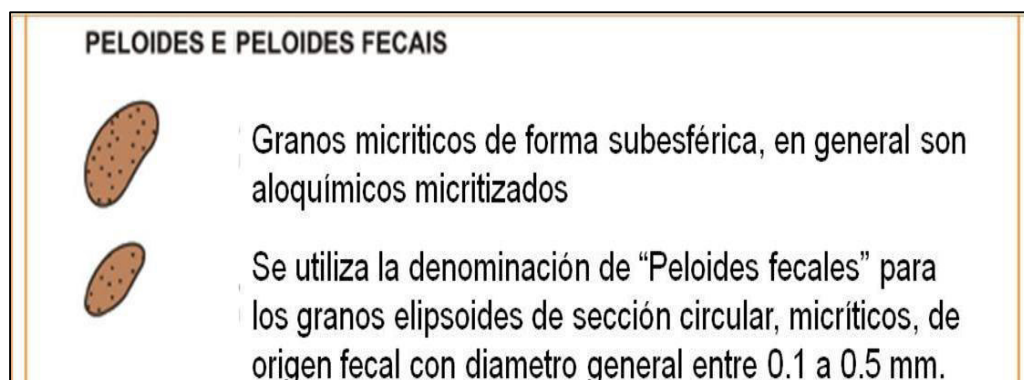 PELOIDES E PELOIDES FECAIS
Granos micriticos de forma subesférica, en general son
aloquímicos micritizados
Se utiliza la denominación de “Peloides fecales” para
los granos elipsoides de sección circular, micríticos, de
origen fecal con diametro general entre 0.1 a 0.5 mm.